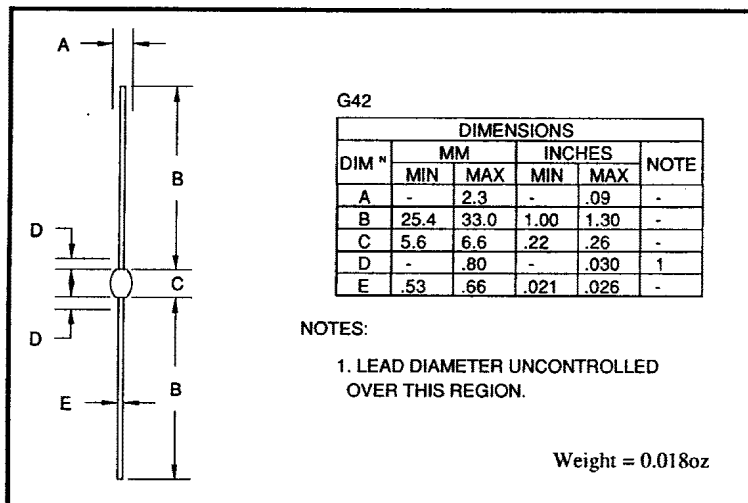 A
B
D
C
D
E
B
G42
DIMENSIONS
DIM " MM INCHES NOTE
MIN MAX MIN MAX
A - 2.3 - .09 -
B 25.4 33.0 1.00 1.30 -
C 5.6 6.6 .22 .26 -
D - .80 - .030 1
E .53 .66 .021 .026 -
NOTES:
1. LEAD DIAMETER UNCONTROLLED
OVER THIS REGION.
Weight = 0.018oz